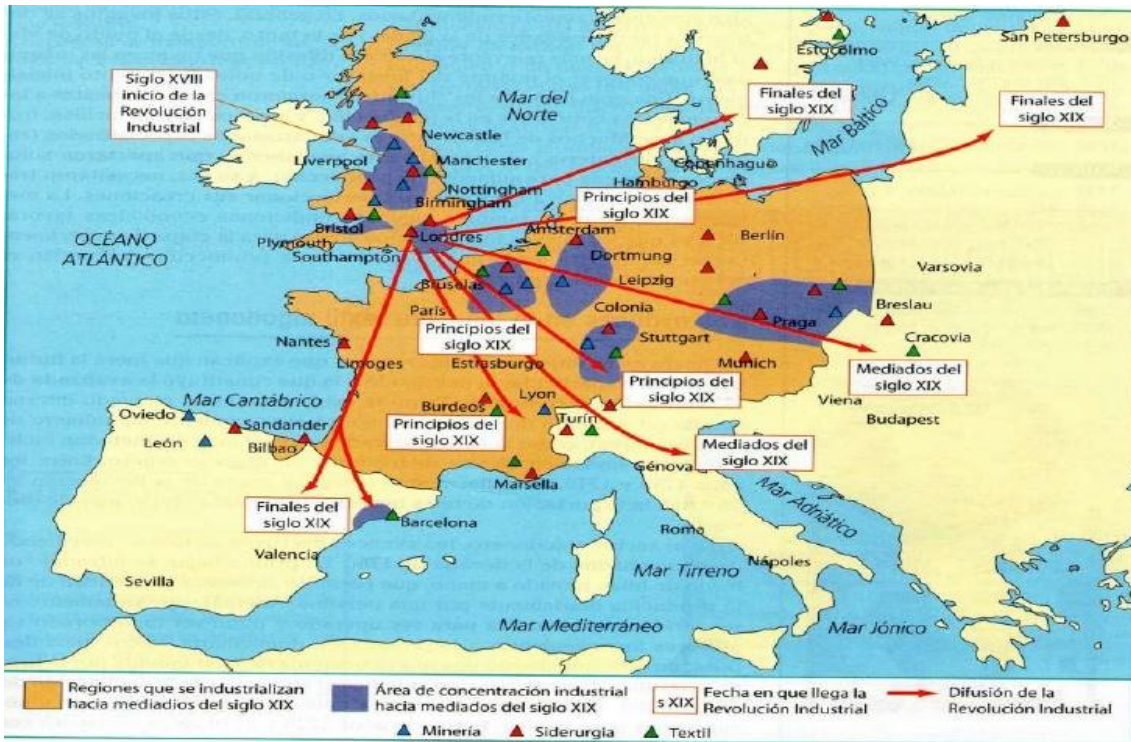 Estocolmo
San Petersburgo
Siglo XVIII
inicio de la
Revolución
Industrial
Mar del
Norte
Finales del
siglo XIX
Finales del
siglo XIX
Mar Báltico
Newcastle
Liverpool
Manchester
Copenhague
Hamburgo
Nottingham
Birmingham
Principios del
siglo XIX
Bristol
Londres
Amsterdam
Berlín
OCÉANO
ATLÁNTICO
Plymouth
Southampton
Dortmung
Bruselas
Leipzig
Varsovia
París
Colonia
Breslau
Praga
Principios del
siglo XIX
Stuttgart
Cracovia
Nantes
Limoges
Estrasburgo
Munich
Mediados del
siglo XIX
Principios del
siglo XIX
Viena
Mar Cantábrico
Burdeos
Lyon
Budapest
Oviedo
Sandander
Turín
León
Bilbao
Principios del
siglo XIX
Mediados del
siglo XIX
Génova
Marsella
Finales del
siglo XIX
Barcelona
Mar Adriático
Roma
Valencia
Nápoles
Sevilla
Mar Tirreno
Mar Mediterráneo
Mar Jónico
Regiones que se industrializan
hacia mediados del siglo XIX
Área de concentración industrial
hacia mediados del siglo XIX
s XIX
Fecha en que llega la
Revolución Industrial
Difusión de la
Revolución Industrial
Minería
Siderurgia
Textil